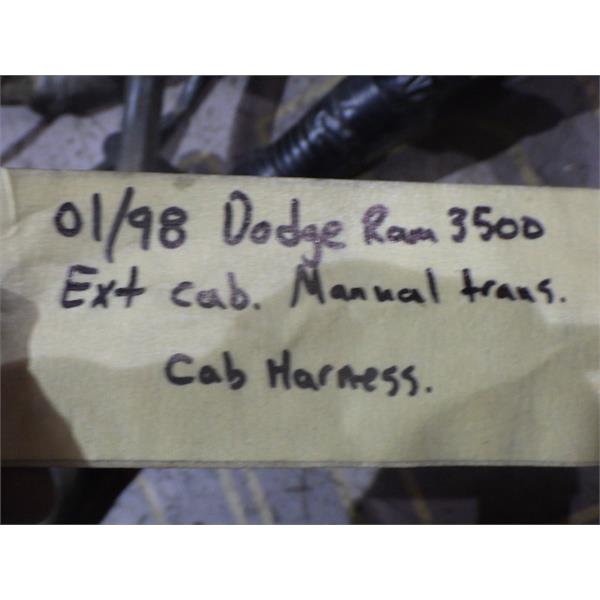 01/98 Dodge Ram 3500
Ext cab. Manual trans.
Cab Harness.